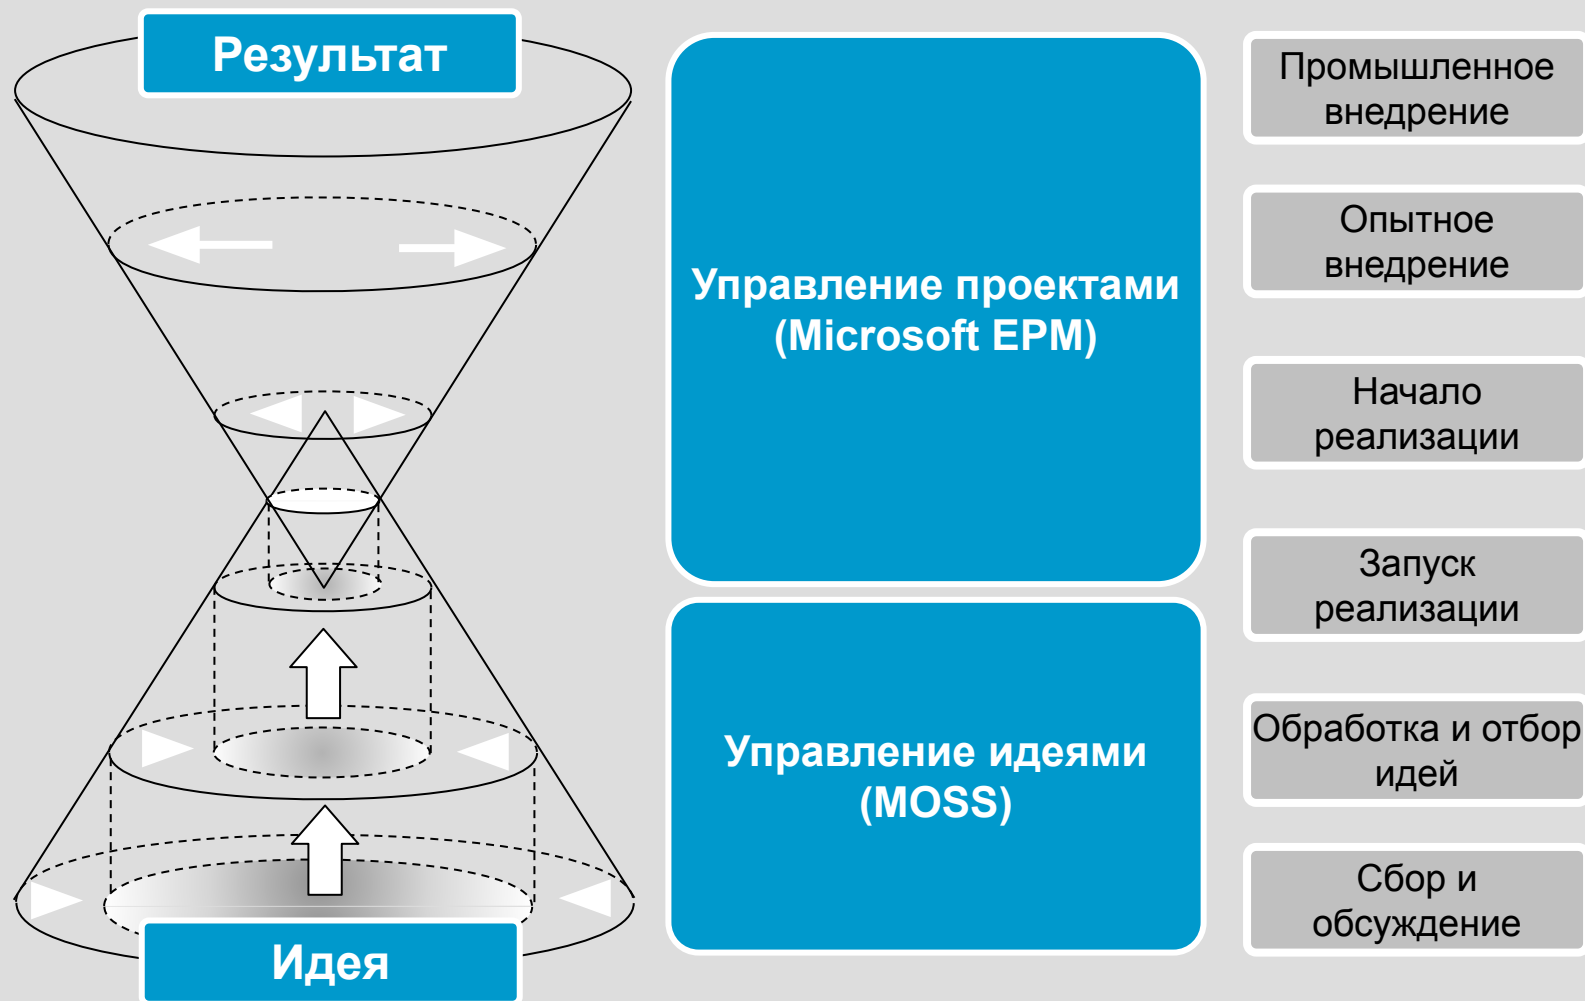 Результат
Управление проектами
(Microsoft EPM)
Управление идеями
(MOSS)
Идея
Промышленное
внедрение
Опытное
внедрение
Начало
реализации
Запуск
реализации
Обработка и отбор
идей
Сбор и
обсуждение